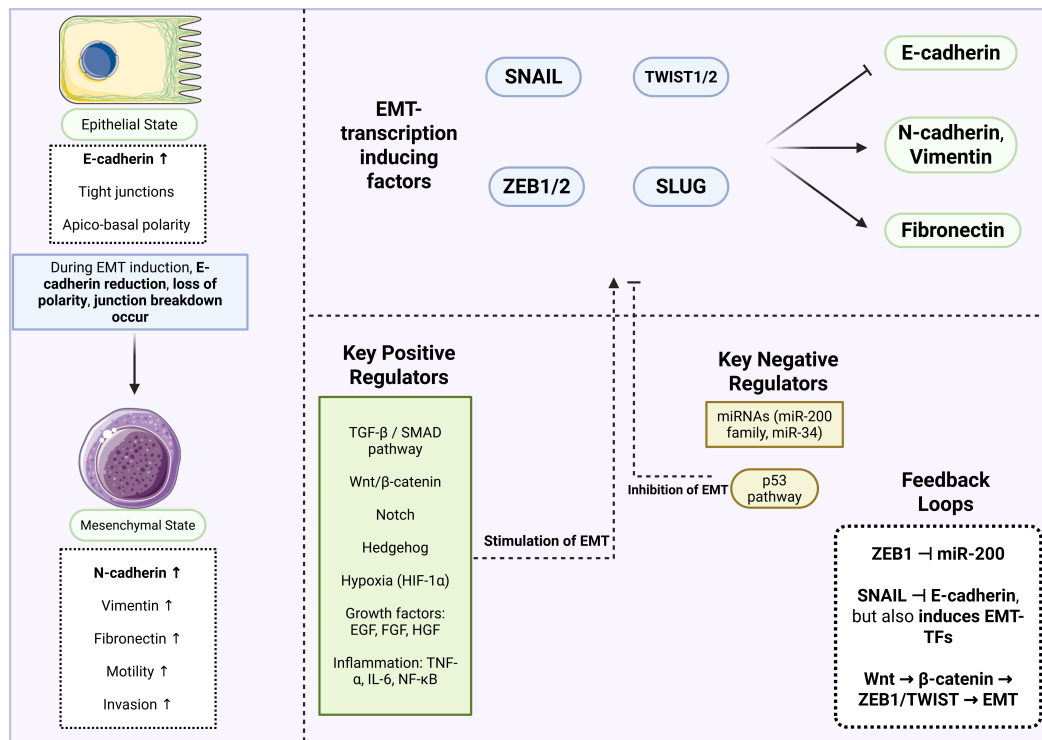 Epithelial State
E-cadherin ↑
Tight junctions
Apico-basal polarity
During EMT induction, E-
cadherin reduction, loss of
polarity, junction breakdown
occur
Mesenchymal State
N-cadherin ↑
Vimentin ↑
Fibronectin ↑
Motility ↑
Invasion ↑
EMT-
transcription
inducing
factors
SNAIL
TWIST1/2
ZEB1/2
SLUG
E-cadherin
N-cadherin,
Vimentin
Fibronectin
Key Positive
Regulators
TGF-β / SMAD
pathway
Wnt/β-catenin
Notch
Hedgehog
Hypoxia (HIF-1α)
Growth factors:
EGF, FGF, HGF
Inflammation: TNF-
α, IL-6, NF-κB
Stimulation of EMT
Key Negative
Regulators
miRNAs (miR-200
family, miR-34)
Inhibition of EMT
p53
pathway
Feedback
Loops
ZEB1 ⊣ miR-200
SNAIL ⊣ E-cadherin,
but also induces EMT-
TFs
Wnt → β-catenin →
ZEB1/TWIST → EMT